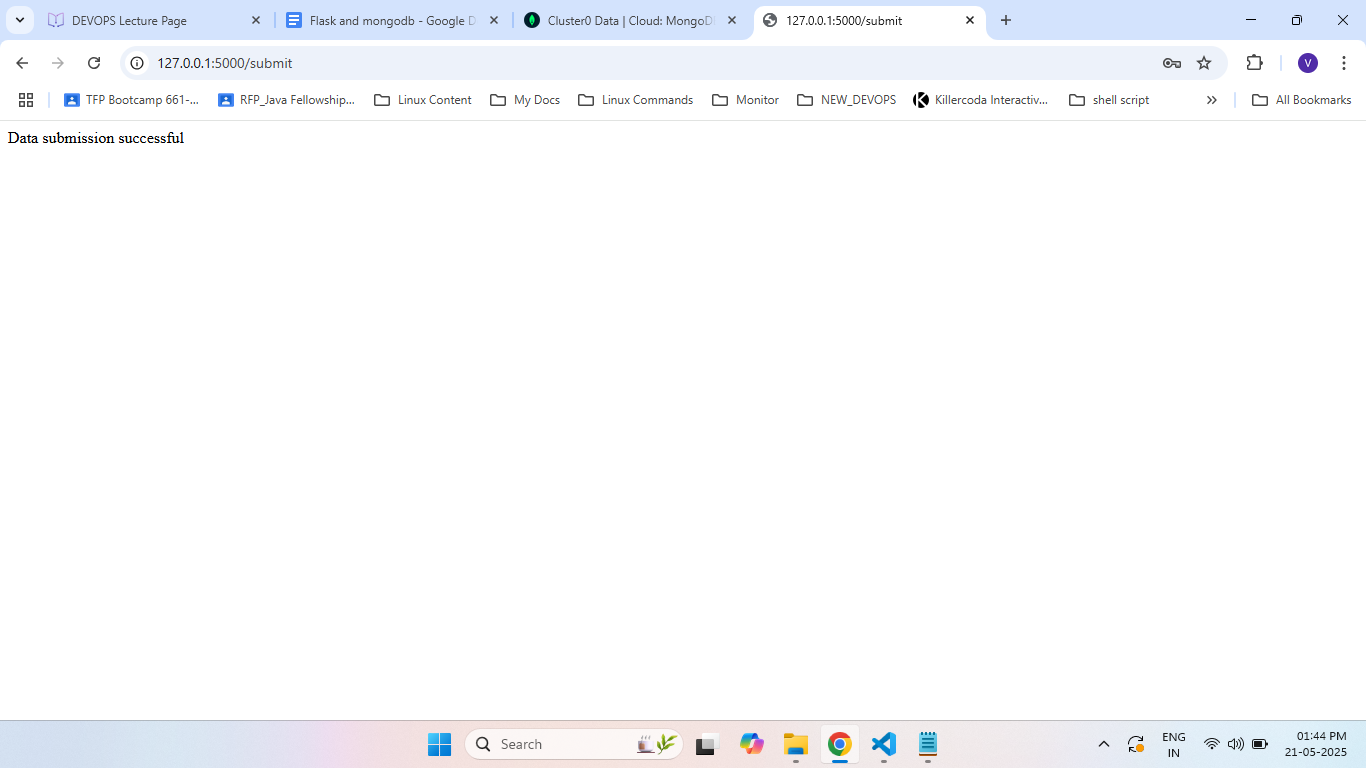 DEVOPS Lecture Page
Flask and mongodb - Google D
Cluster0 Data | Cloud: MongoD
127.0.0.1:5000/submit
127.0.0.1:5000/submit
V
TFP Bootcamp 661-...
RFP_Java Fellowship...
Linux Content
My Docs
Linux Commands
Monitor
NEW_DEVOPS
Killercoda Interactiv...
shell script
All Bookmarks
Data submission successful
Search
ENG
IN
01:44 PM
21-05-2025